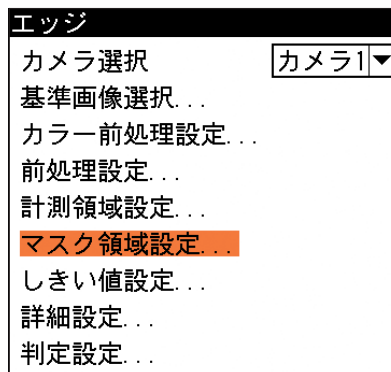 エッジ
カメラ選択 カメラ1▼
基準画像選択...
カラー前処理設定...
前処理設定...
計測領域設定...
マスク領域設定...
しきい値設定...
詳細設定...
判定設定...